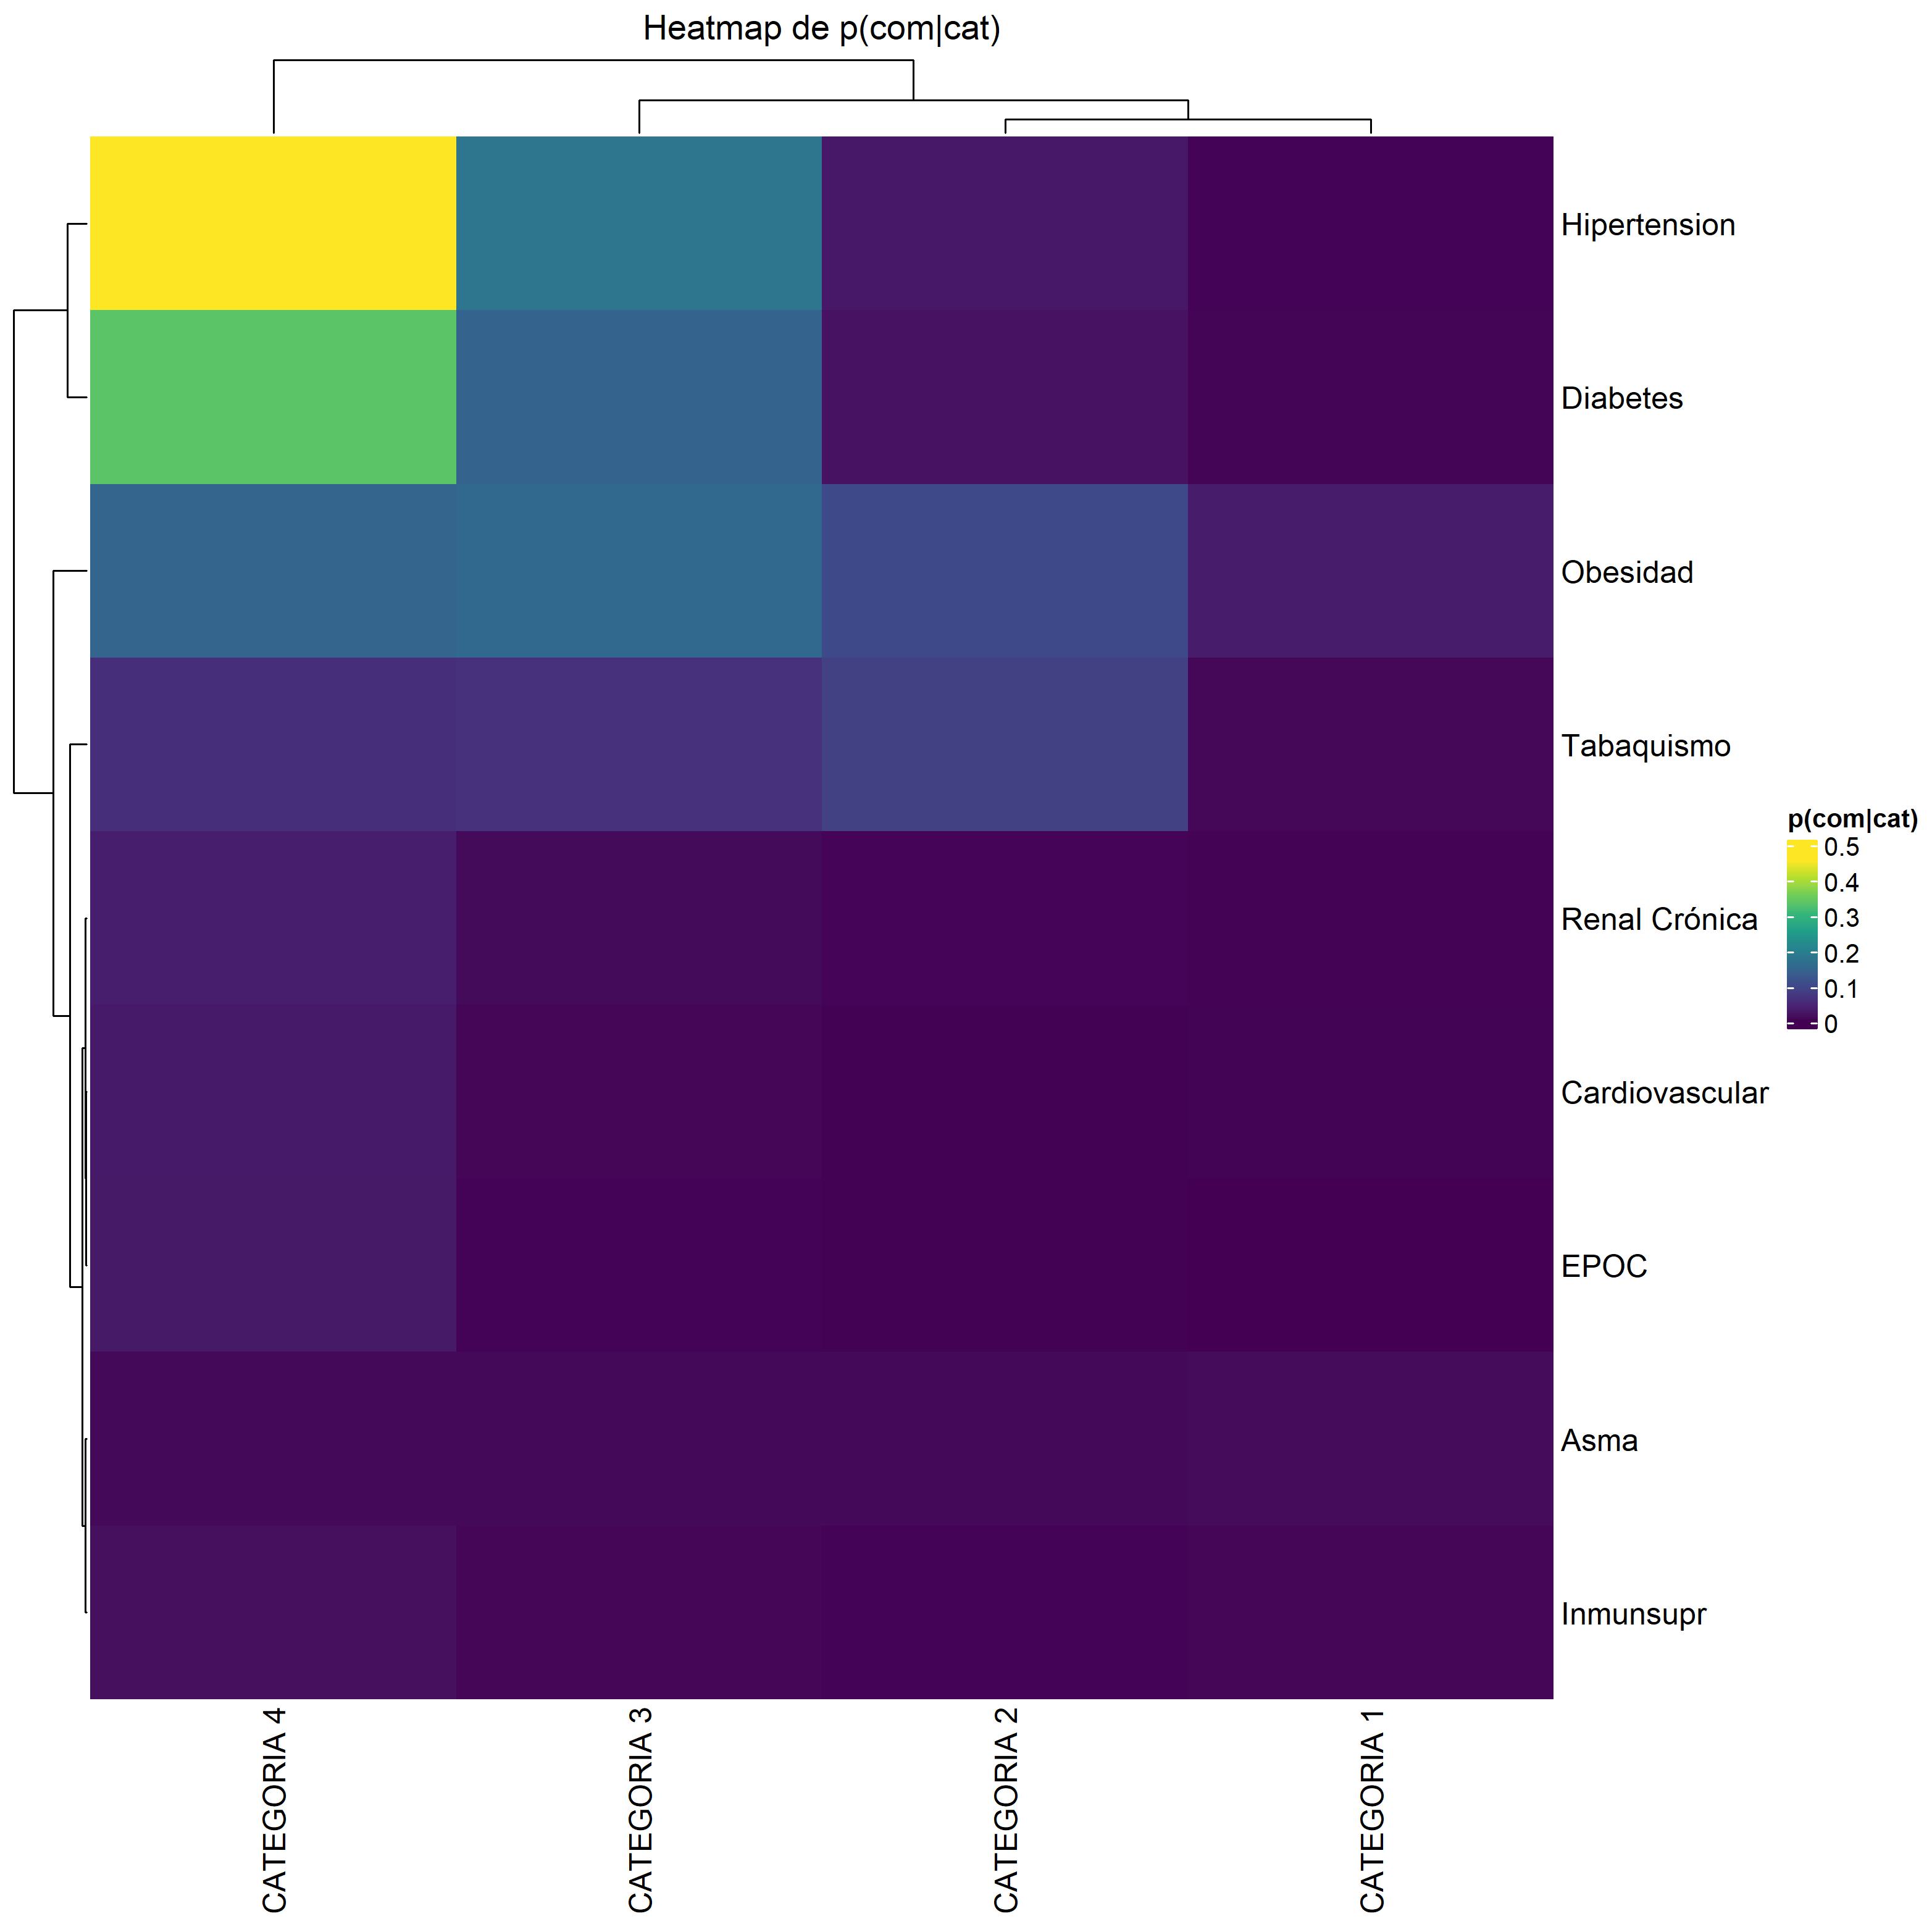 Heatmap de p(com|cat)
Hipertension
Diabetes
Obesidad
Tabaquismo
Renal Crónica
Cardiovascular
EPOC
Asma
Inmunsupr
p(com|cat)
0.5
0.4
0.3
0.2
0.1
0
CATEGORIA 4
CATEGORIA 3
CATEGORIA 2
CATEGORIA 1